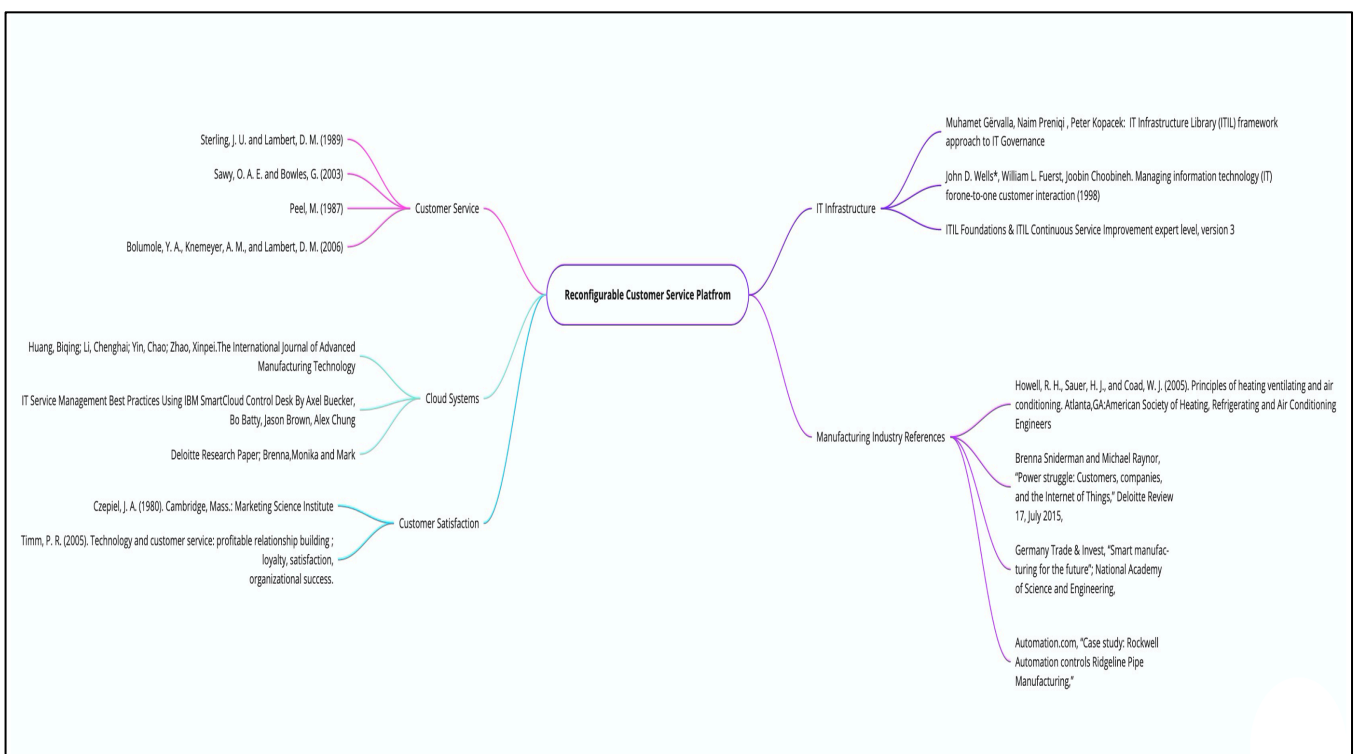 Sterling, J. U. and Lambert, D. M. (1989)
Sawy, O. A. E. and Bowles, G. (2003)
Peel, M. (1987)
Bolumole, Y. A., Knemeyer, A. M., and Lambert, D. M. (2006)
Customer Service
Huang, Biqing; Li, Chenghai; Yin, Chao; Zhao, Xinpei.The International Journal of Advanced
Manufacturing Technology
IT Service Management Best Practices Using IBM SmartCloud Control Desk By Axel Buecker,
Bo Batty, Jason Brown, Alex Chung
Deloitte Research Paper; Brenna,Monika and Mark
Cloud Systems
Czepiel, J. A. (1980). Cambridge, Mass.: Marketing Science Institute
Timm, P. R. (2005). Technology and customer service: profitable relationship building ;
loyalty, satisfaction,
organizational success.
Customer Satisfaction
Reconfigurable Customer Service Platfrom
IT Infrastructure
Muhamet Gërvalla, Naim Preniqi , Peter Kopacek: IT Infrastructure Library (ITIL) framework
approach to IT Governance
John D. Wells*, William L. Fuerst, Joobin Choobineh. Managing information technology (IT)
forone-to-one customer interaction (1998)
ITIL Foundations & ITIL Continuous Service Improvement expert level, version 3
Manufacturing Industry References
Howell, R. H., Sauer, H. J., and Coad, W. J. (2005). Principles of heating ventilating and air
conditioning. Atlanta,GA:American Society of Heating, Refrigerating and Air Conditioning
Engineers
Brenna Sniderman and Michael Raynor,
“Power struggle: Customers, companies,
and the Internet of Things,” Deloitte Review
17, July 2015,
Germany Trade & Invest, “Smart manufac-
turing for the future”; National Academy
of Science and Engineering,
Automation.com, “Case study: Rockwell
Automation controls Ridgeline Pipe
Manufacturing,”